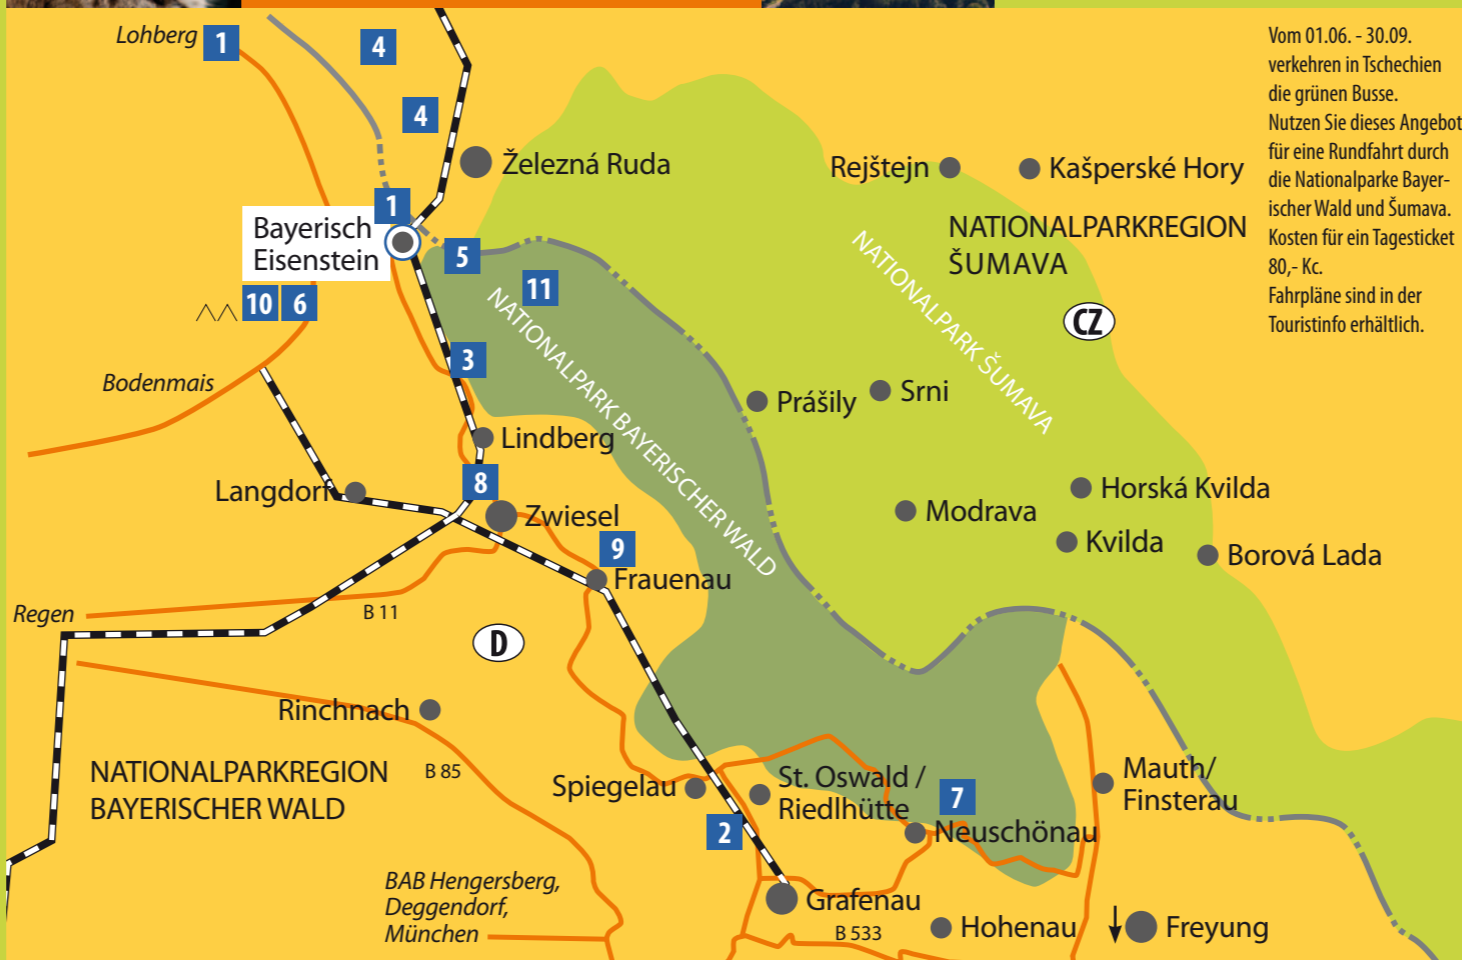 Lohberg
1
4
4
Železná Ruda
Vom 01.06. - 30.09.
verkehren in Tschechien
die grünen Busse.
Nutzen Sie dieses Angebot
für eine Rundfahrt durch
die Nationalparke Bayer-
ischer Wald und Šumava.
Kosten für ein Tagesticket
80,- Kc.
Fahrpläne sind in der
Touristinfo erhältlich.
Rejštejn
Kašperské Hory
NATIONALPARKREGION
ŠUMAVA
NATIONALPARK ŠUMAVA
CZ
1
Bayerisch
Eisenstein
5
11
10
6
3
NATIONALPARK BAYERISCHER WALD
Bodenmais
Prášily
Srni
Lindberg
Langdorf
8
Zwiesel
9
Frauenau
Modrava
Horská Kvilda
Kvilda
Borová Lada
Regen
B 11
D
Rinchnach
NATIONALPARKREGION
BAYERISCHER WALD
B 85
Spiegelau
St. Oswald /
Riedlhütte
7
Neuschönau
Mauth/
Finsterau
2
BAB Hengersberg,
Deggendorf,
München
Grafenau
B 533
Hohenau
Freyung